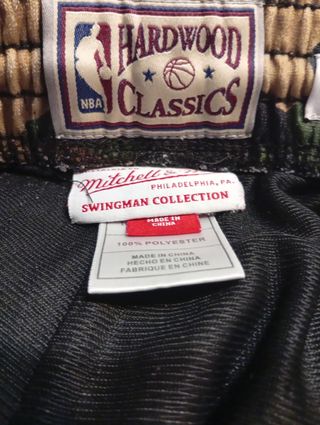 HARDWOOD
NBA
CLASSICS
Mitchell &
PHILADELPHIA, PA.
SWINGMAN COLLECTION
MADE IN
CHINA
100% POLYESTER
MADE IN CHINA
HECHO EN CHINA
FABRIQUE EN CHINE